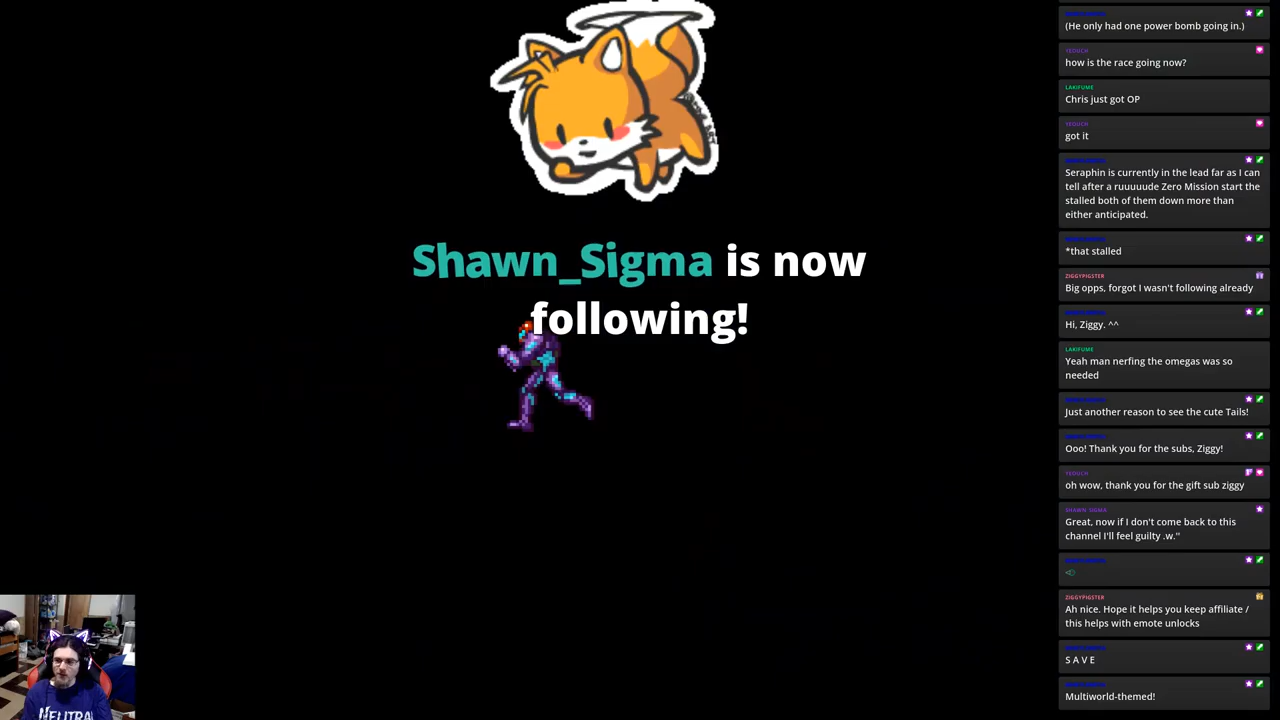 Shawn_Sigma is now
following!
(He only had one power bomb going in.)
YEOUCH
how is the race going now?
LAKIFUME
Chris just got OP
YEOUCH
got it
Seraphin is currently in the lead far as I can
tell after a ruuuuude Zero Mission start the
stalled both of them down more than
either anticipated.
*that stalled
ZIGGYPIGSTER
Big opps, forgot I wasn't following already
Hi, Ziggy. ^^
LAKIFUME
Yeah man nerfing the omegas was so
needed
Just another reason to see the cute Tails!
Ooo! Thank you for the subs, Ziggy!
YEOUCH
oh wow, thank you for the gift sub ziggy
SHAWN_SIGMA
Great, now if I don't come back to this
channel I'll feel guilty .w."
ZIGGYPIGSTER
Ah nice. Hope it helps you keep affiliate /
this helps with emote unlocks
S A V E
Multiworld-themed!
NEUTRAL